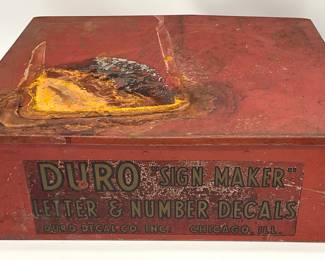 DURO "SIGN MAKER"
LETTER & NUMBER DECALS
DURO DECAL CO. INC. CHICAGO, ILL.